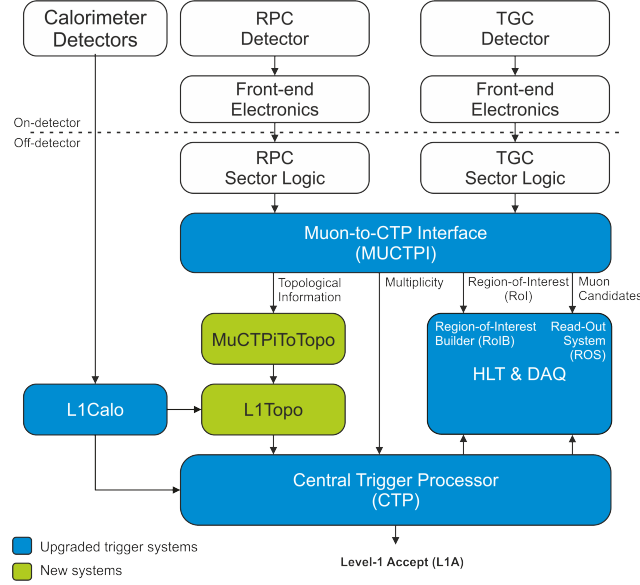 Calorimeter
Detectors
RPC
Detector
TGC
Detector
Front-end
Electronics
Front-end
Electronics
On-detector
Off-detector
RPC
Sector Logic
TGC
Sector Logic
Muon-to-CTP Interface
(MUCTPI)
Topological
Information
Multiplicity
Region-of-Interest
(RoI)
Muon
Candidates
MuCTPiToTopo
Region-of-Interest
Builder (RoIB)
Read-Out
System
(ROS)
HLT & DAQ
L1Calo
L1Topo
Central Trigger Processor
(CTP)
Upgraded trigger systems
New systems
Level-1 Accept (L1A)